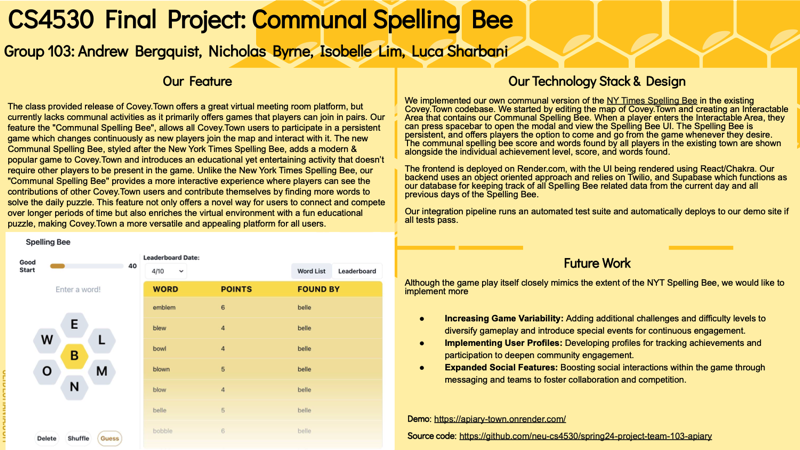 CS4530 Final Project: Communal Spelling Bee
Group 103: Andrew Bergquist, Nicholas Byrne, Isobelle Lim, Luca Sharbani
Our Feature
The class provided release of Covey.Town offers a great virtual meeting room platform, but
currently lacks communal activities as it primarily offers games that players can join in pairs. Our
feature the "Communal Spelling Bee", allows all Covey.Town users to participate in a persistent
game which changes continuously as new players join the map and interact with it. The new
Communal Spelling Bee, styled after the New York Times Spelling Bee, adds a modern &
popular game to Covey.Town and introduces an educational yet entertaining activity that doesn't
require other players to be present in the game. Unlike the New York Times Spelling Bee, our
"Communal Spelling Bee" provides a more interactive experience where players can see the
contributions of other Covey.Town users and contribute themselves by finding more words to
solve the daily puzzle. This feature not only offers a novel way for users to connect and compete
over longer periods of time but also enriches the virtual environment with a fun educational
puzzle, making Covey.Town a more versatile and appealing platform for all users.
Spelling Bee
Good
Start
40
Enter a word!
E
W
L
B
O
M
N
Delete
Shuffle
Guess
Leaderboard Date:
4/10
Word List
Leaderboard
WORD POINTS FOUND BY
emblem 6 belle
blew 4 belle
bowl 4 belle
blown 5 belle
blow 4 belle
belle 5 belle
bobble 6 belle
Our Technology Stack & Design
We implemented our own communal version of the NY Times Spelling Bee in the existing
Covey.Town codebase. We started by editing the map of Covey.Town and creating an Interactable
Area that contains our Communal Spelling Bee. When a player enters the Interactable Area, they
can press spacebar to open the modal and view the Spelling Bee UI. The Spelling Bee is
persistent, and offers players the option to come and go from the game whenever they desire.
The communal spelling bee score and words found by all players in the existing town are shown
alongside the individual achievement level, score, and words found.
The frontend is deployed on Render.com, with the UI being rendered using React/Chakra. Our
backend uses an object oriented approach and relies on Twilio, and Supabase which functions as
our database for keeping track of all Spelling Bee related data from the current day and all
previous days of the Spelling Bee.
Our integration pipeline runs an automated test suite and automatically deploys to our demo site if
all tests pass.
Future Work
Although the game play itself closely mimics the extent of the NYT Spelling Bee, we would like to
implement more
● Increasing Game Variability: Adding additional challenges and difficulty levels to
diversify gameplay and introduce special events for continuous engagement.
● Implementing User Profiles: Developing profiles for tracking achievements and
participation to deepen community engagement.
● Expanded Social Features: Boosting social interactions within the game through
messaging and teams to foster collaboration and competition.
Demo: https://apiary-town.onrender.com/
Source code: https://github.com/neu-cs4530/spring24-project-team-103-apiary